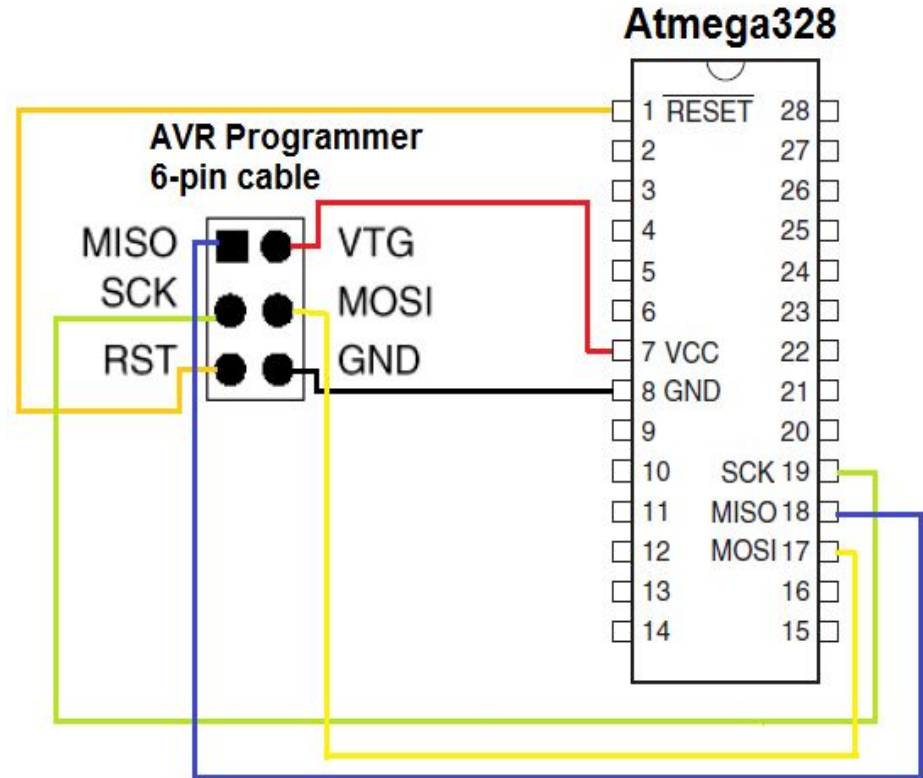 Atmega328
AVR Programmer
6-pin cable
MISO
VTG
SCK
MOSI
RST
GND
1 RESET 28
2 27
3 26
4 25
5 24
6 23
7 VCC 22
8 GND 21
9 20
10 SCK 19
11 MISO 18
12 MOSI 17
13 16
14 15